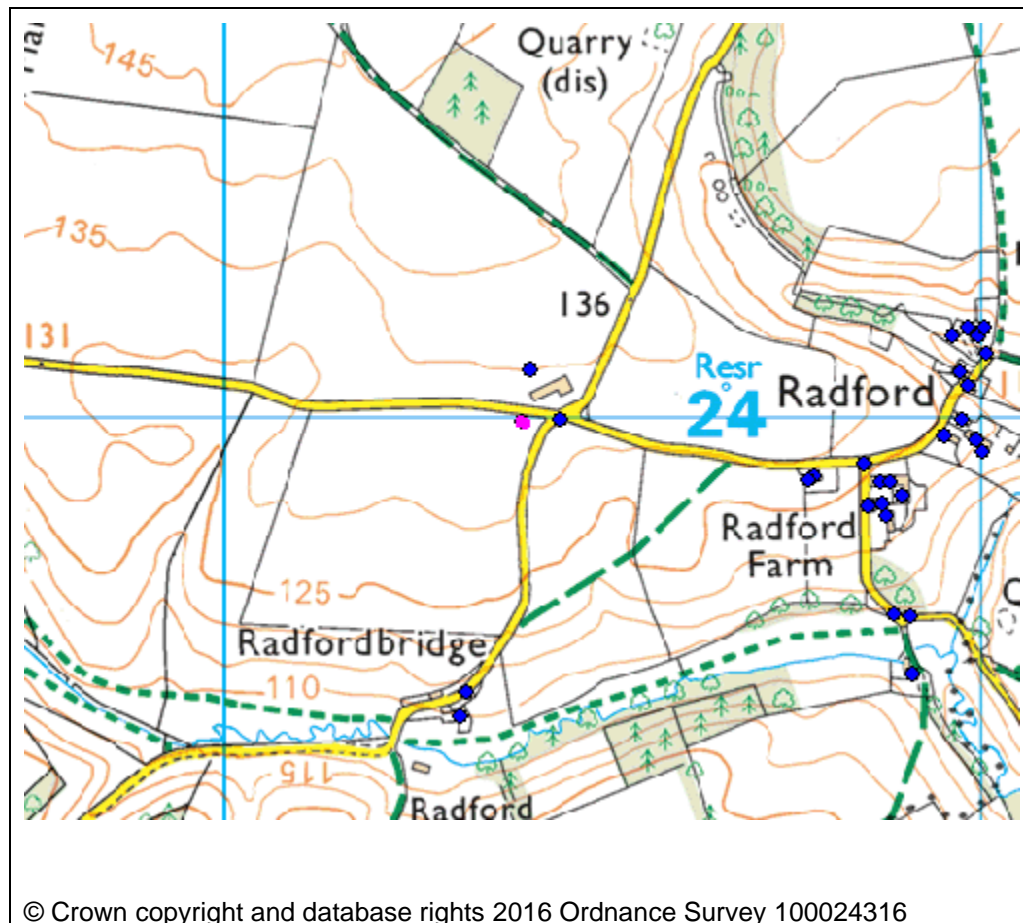 145
Quarry
(dis)
135
136
131
Resr
24
Radford
Radford
Farm
125
Radfordbridge
110
115
Radford
© Crown copyright and database rights 2016 Ordnance Survey 100024316